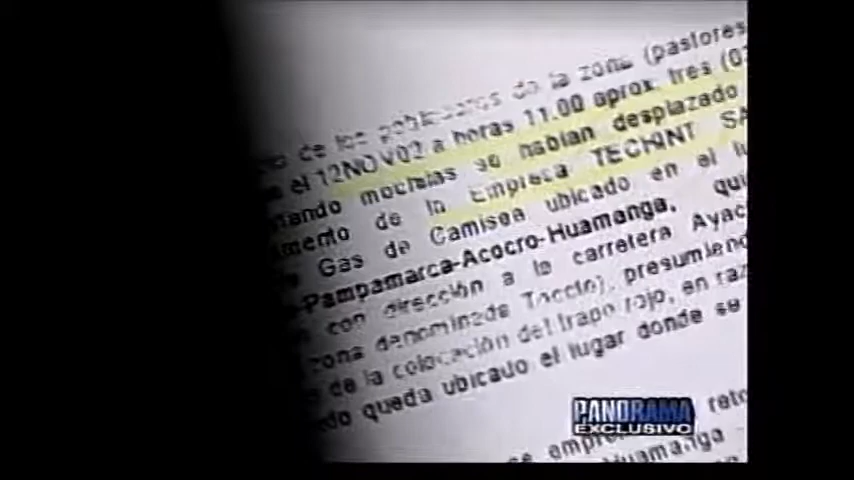 de los pobladores de la zona (pastores
el 12NOV02 a horas 11.00 aprox. tres (03
mochilas se habían desplazado
de la Empresa TECHINT SA
Gas de Camisea ubicado en el
Pampamarca-Acocro-Huamanga,
con dirección a la carretera Ayac
zona denominada Toccto), presumiend
de la colocación del trapo rojo, en raz
queda ubicado el lugar donde se
PANORAMA
EXCLUSIVO
se
Huamanga